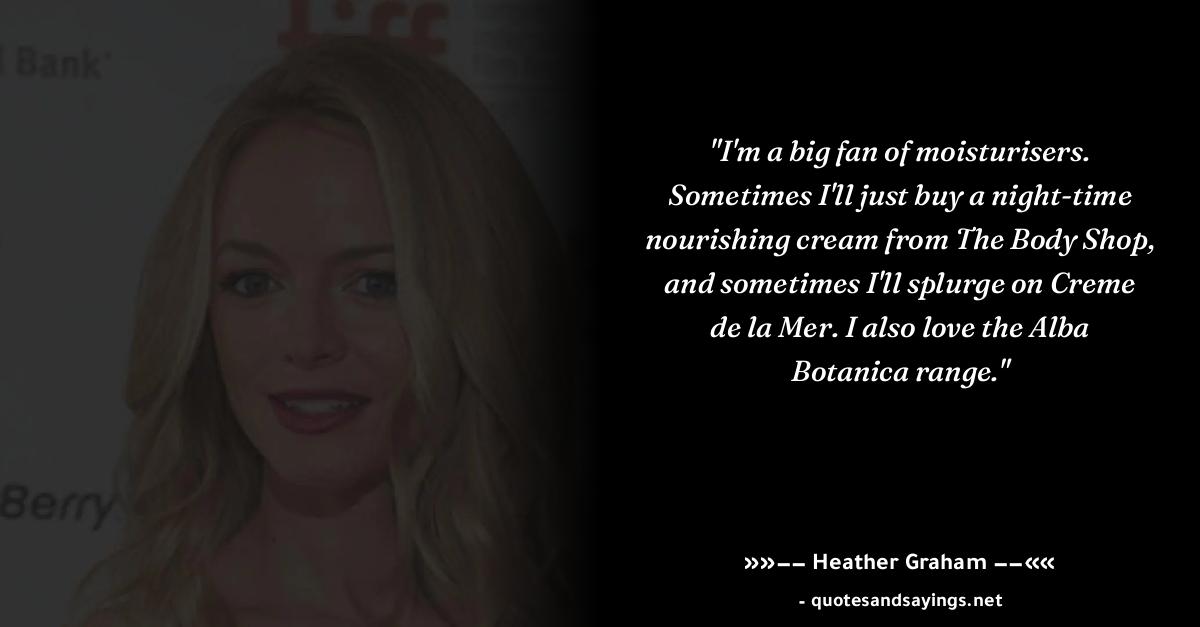 tiff
l Bank
Berry
"I'm a big fan of moisturisers.
Sometimes I'll just buy a night-time
nourishing cream from The Body Shop,
and sometimes I'll splurge on Creme
de la Mer. I also love the Alba
Botanica range."
»»-- Heather Graham --««
- quotesandsayings.net